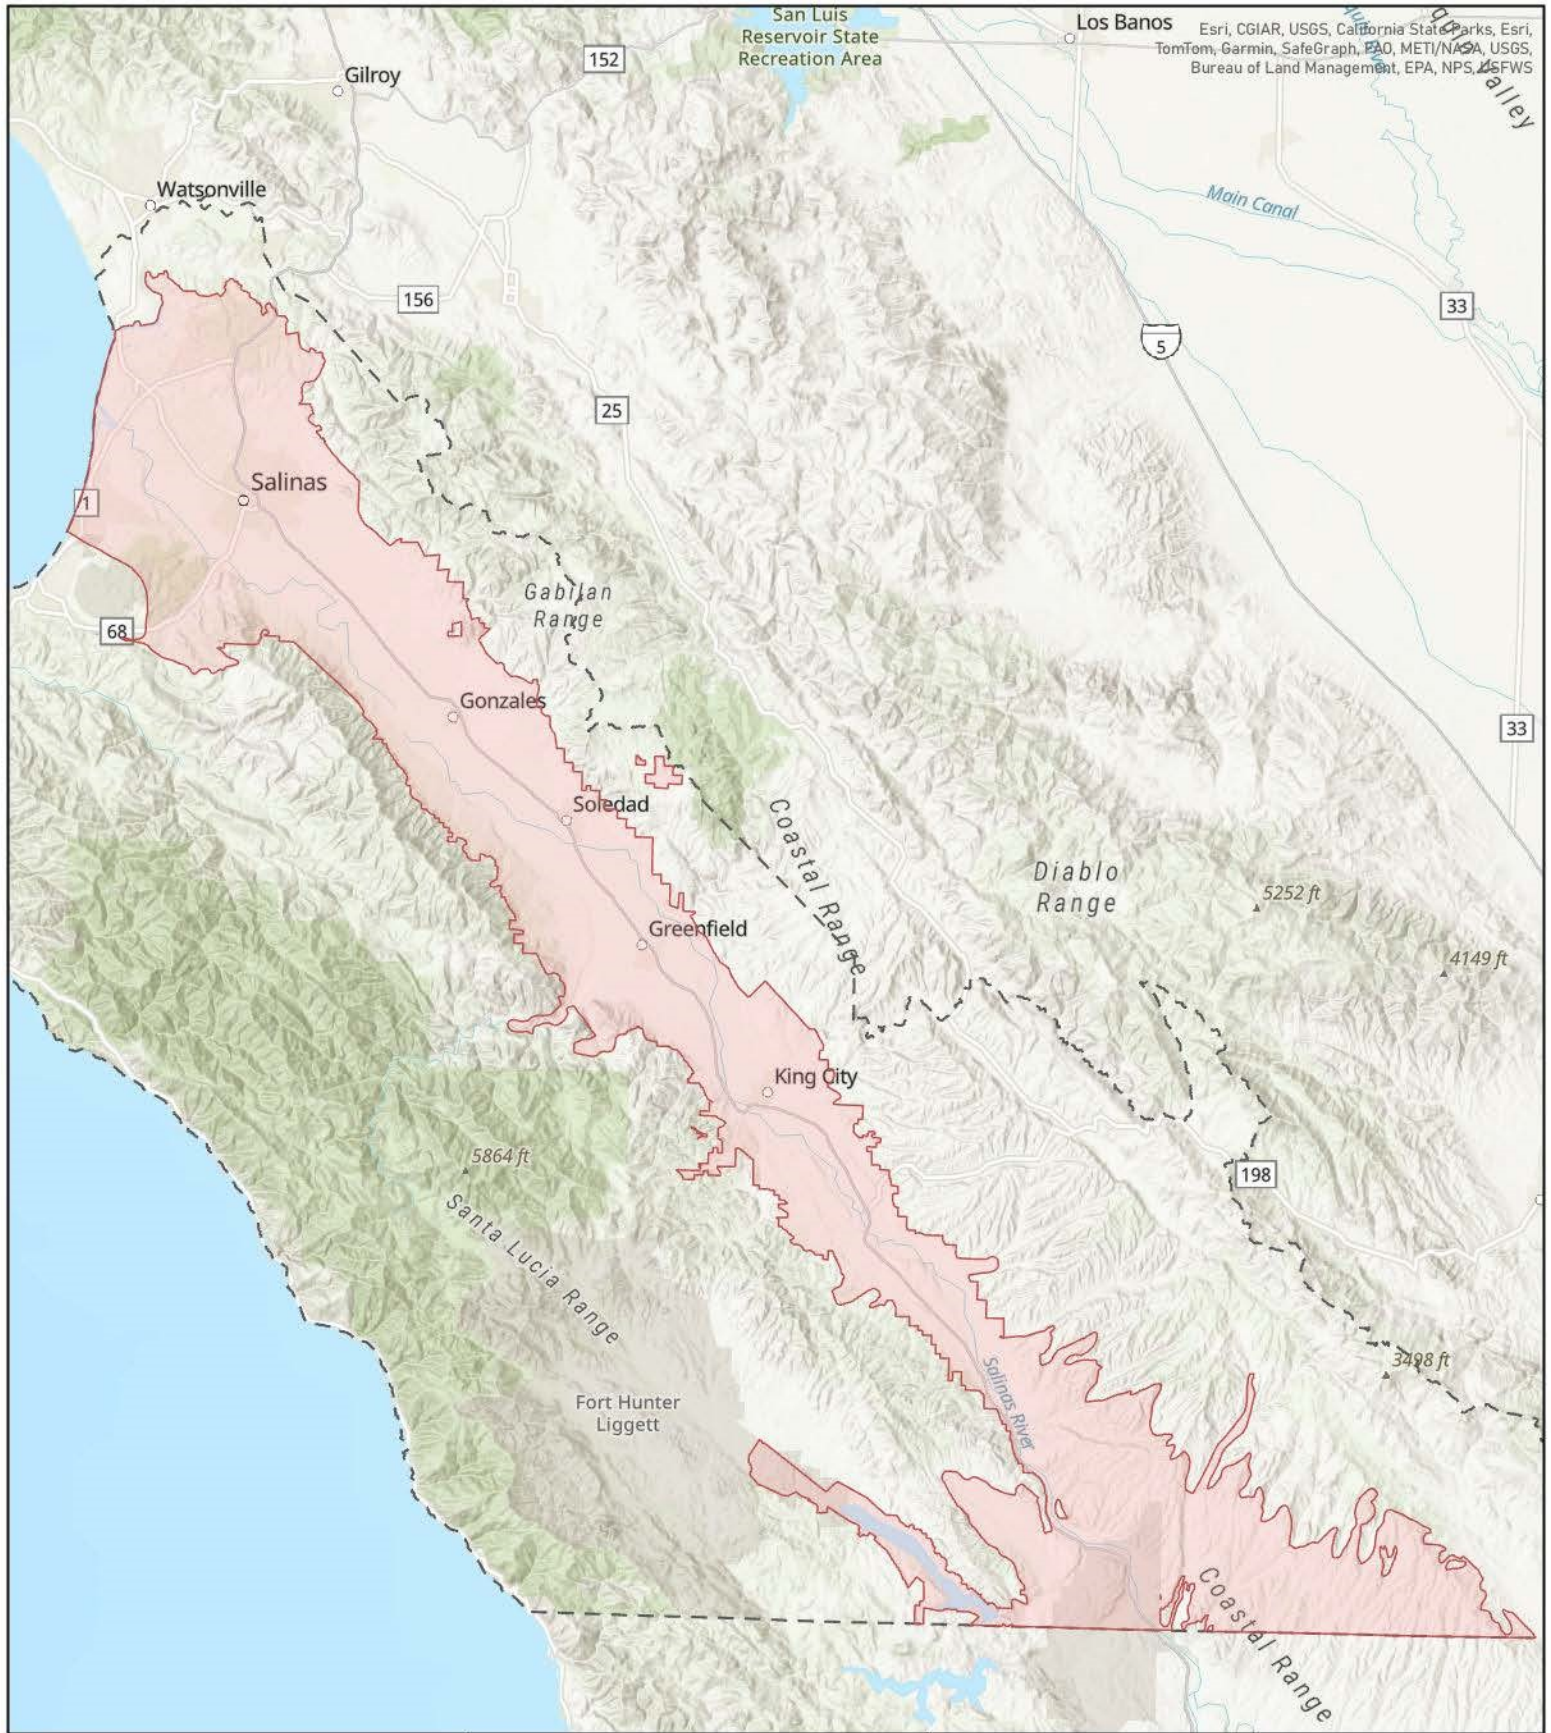 San Luis
Reservoir State
Recreation Area
Los Banos
Esri, CGIAR, USGS, California State Parks, Esri,
TomTom, Garmin, SafeGraph, FAO, METI/NASA, USGS,
Bureau of Land Management, EPA, NPS, USFWS
Valley
152
Gilroy
Watsonville
Main Canal
156
33
5
25
Salinas
1
Gabilan
Range
68
Gonzales
33
Soledad
Coastal Range
Diablo
Range
5252 ft
Greenfield
4149 ft
King City
5864 ft
198
Santa Lucia Range
3498 ft
Salinas River
Fort Hunter
Liggett
Coastal Range